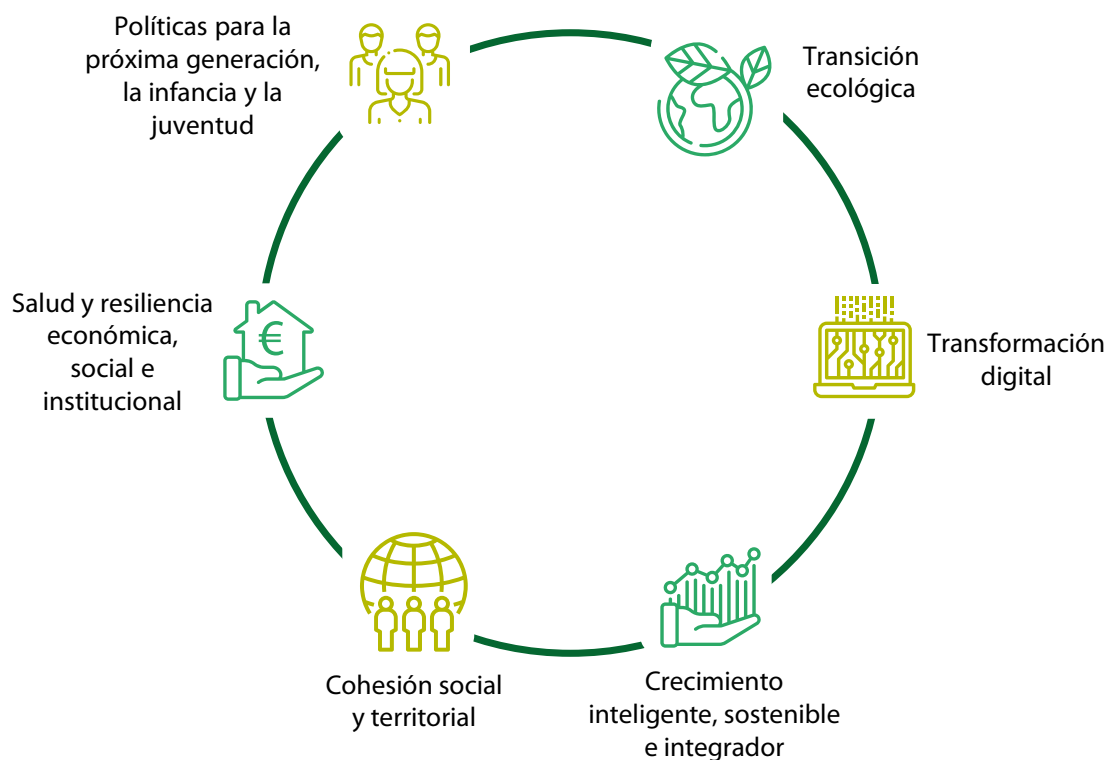 Políticas para la
próxima generación,
la infancia y la
juventud
Transición
ecológica
Salud y resiliencia
económica,
social e
institucional
€
Transformación
digital
Cohesión social
y territorial
Crecimiento
inteligente, sostenible
e integrador